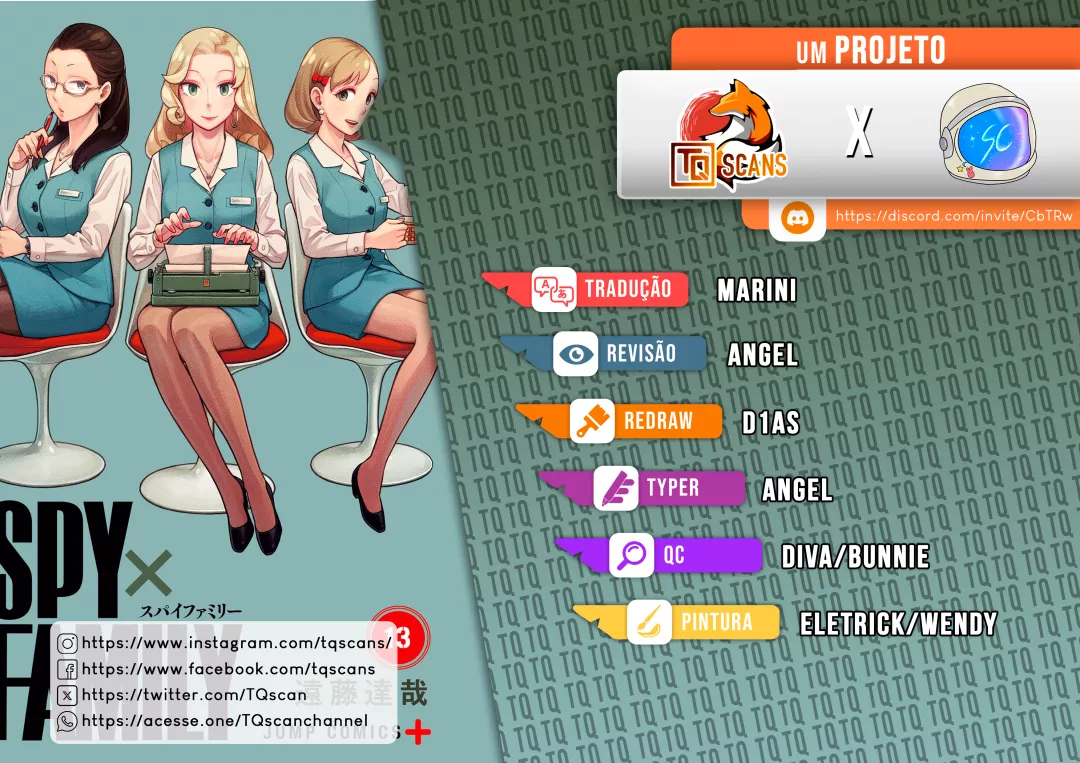 UM PROJETO
TQ SCANS
X
SC
https://discord.com/invite/CbTRw
TRADUÇÃO MARINI
REVISÃO ANGEL
REDRAW D1AS
TYPER ANGEL
QC DIVA/BUNNIE
PINTURA ELETRICK/WENDY
SPY×
スパイファミリー
FAMILY
13
https://www.instagram.com/tqscans/
https://www.facebook.com/tqscans
https://twitter.com/TQscan
遠藤達哉
https://acesse.one/TQscanchannel
JUMP COMICS+